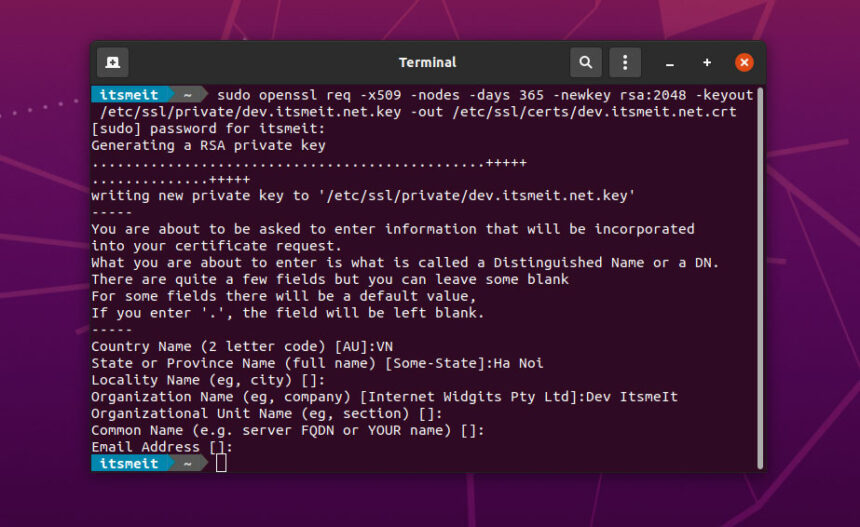 Terminal
itsmeit ~ sudo openssl req -x509 -nodes -days 365 -newkey rsa:2048 -keyout
/etc/ssl/private/dev.itsmeit.net.key -out /etc/ssl/certs/dev.itsmeit.net.crt
[sudo] password for itsmeit:
Generating a RSA private key
...............................................+++++
..............+++++
writing new private key to '/etc/ssl/private/dev.itsmeit.net.key'
-----
You are about to be asked to enter information that will be incorporated
into your certificate request.
What you are about to enter is what is called a Distinguished Name or a DN.
There are quite a few fields but you can leave some blank
For some fields there will be a default value,
If you enter '.', the field will be left blank.
-----
Country Name (2 letter code) [AU]:VN
State or Province Name (full name) [Some-State]:Ha Noi
Locality Name (eg, city) []:
Organization Name (eg, company) [Internet Widgits Pty Ltd]:Dev ItsmeIt
Organizational Unit Name (eg, section) []:
Common Name (e.g. server FQDN or YOUR name) []:
Email Address []:
itsmeit ~